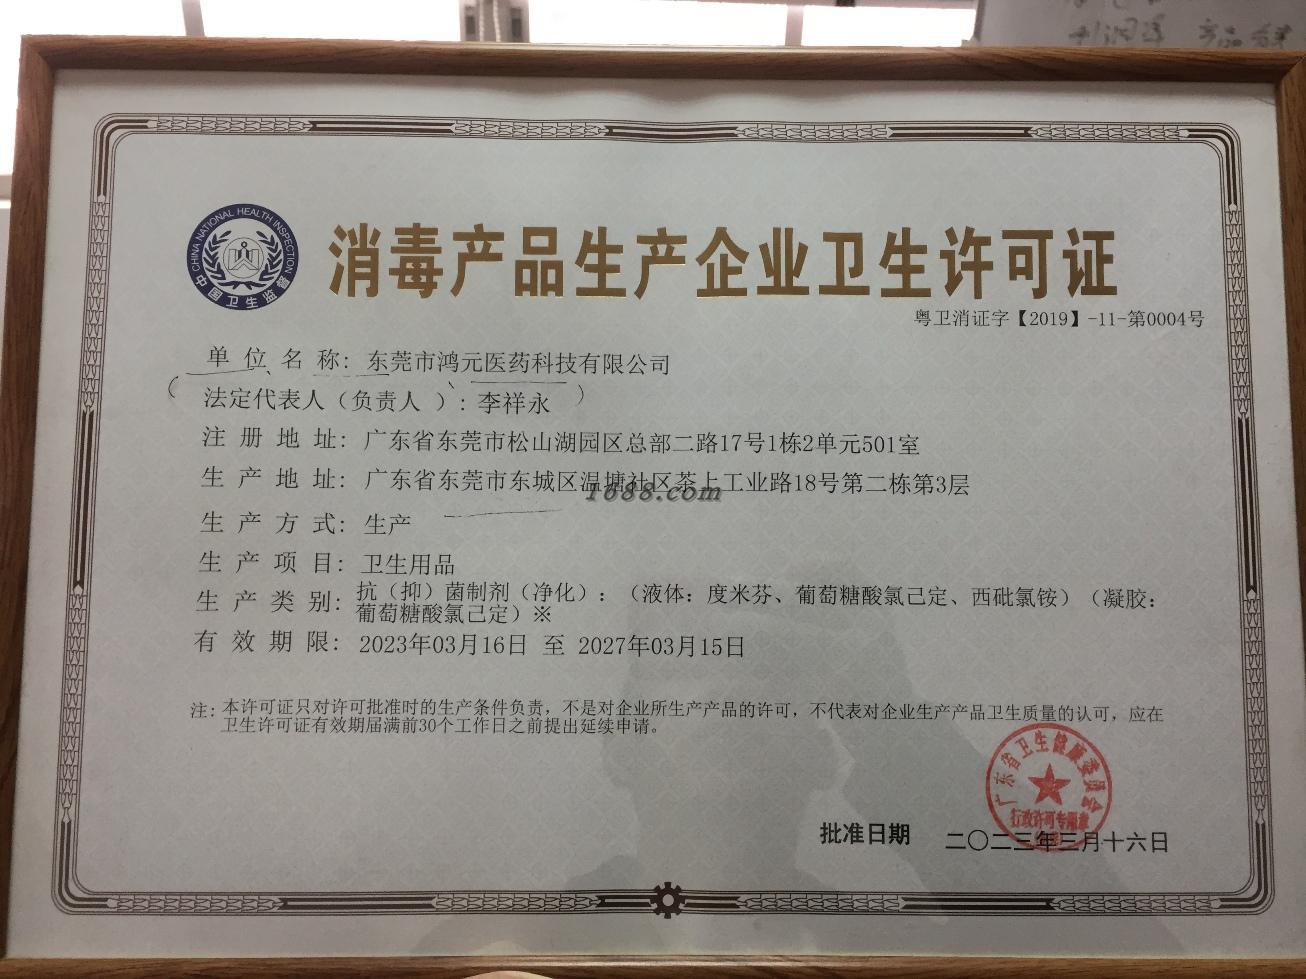 CHINA NATIONAL HEALTH INSPECTION
中国卫生监督
消毒产品生产企业卫生许可证
粤卫消证字【2019】-11-第0004号
单位名称：东莞市鸿元医药科技有限公司
法定代表人（负责人 ）：李祥永
注册地址：广东省东莞市松山湖园区总部二路17号1栋2单元501室
生产地址：广东省东莞市东城区温塘社区茶上工业路18号第二栋第3层
1688.com
生产方式：生产
生产项目：卫生用品
生产类别：抗（抑）菌制剂（净化）：（液体：度米芬、葡萄糖酸氯己定、西吡氯铵）（凝胶：
葡萄糖酸氯己定）※
有效期限：2023年03月16日 至 2027年03月15日
注：本许可证只对许可批准时的生产条件负责，不是对企业所生产产品的许可，不代表对企业生产产品卫生质量的认可，应在
卫生许可证有效期届满前30个工作日之前提出延续申请。
广东省卫生健康委员会
行政许可专用章
批准日期 二〇二三年三月十六日